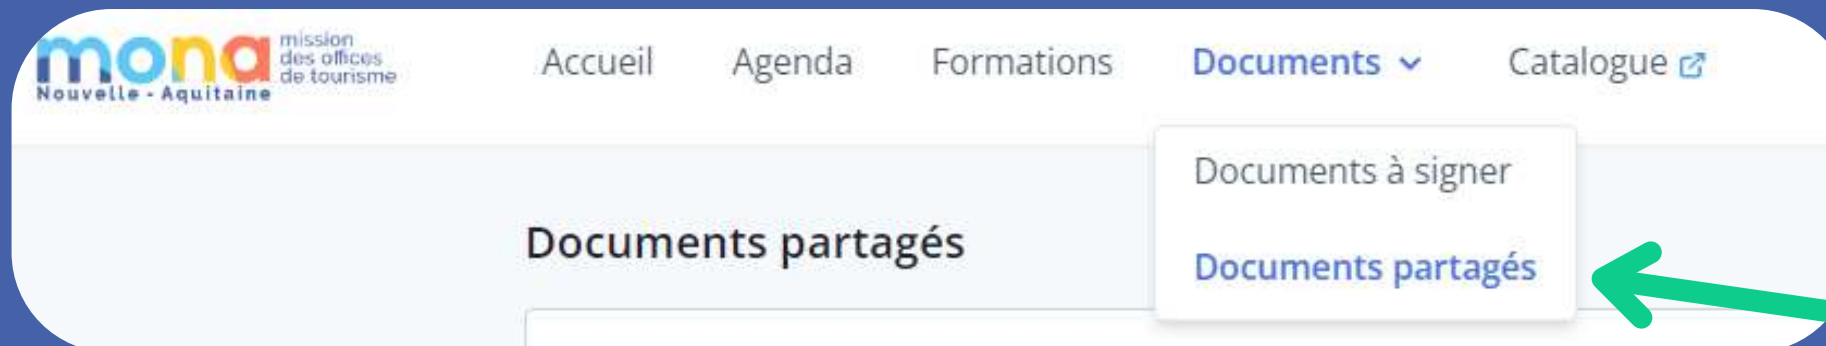 mona
mission
des offices
de tourisme
Nouvelle - Aquitaine
Accueil
Agenda
Formations
Documents
Catalogue
Documents à signer
Documents partagés
Documents partagés